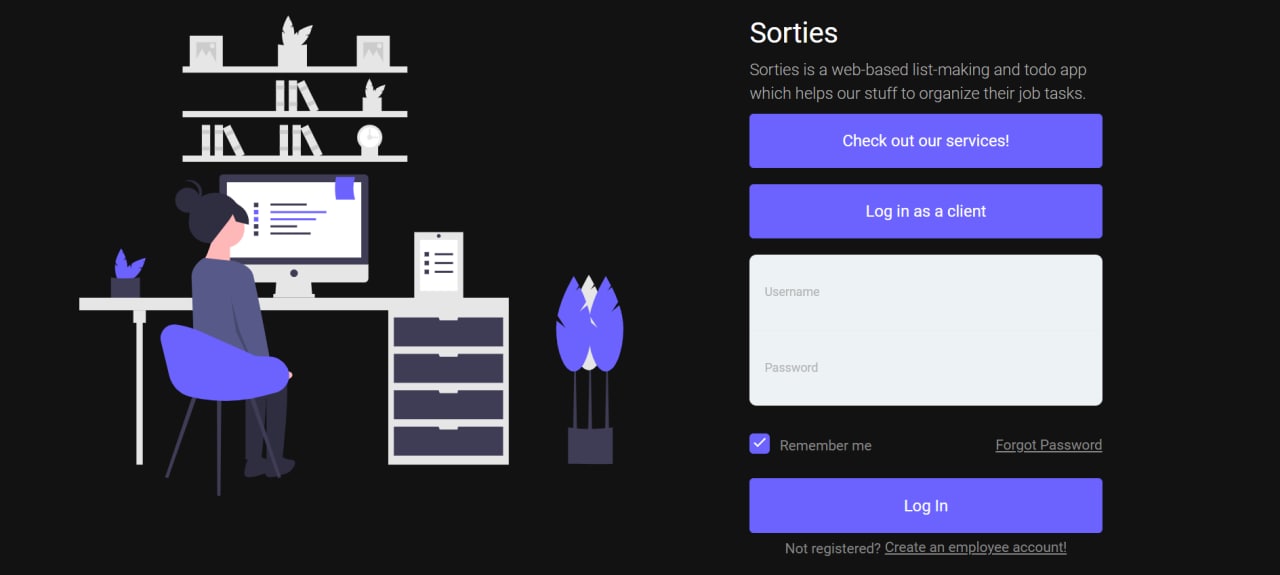 Sorties
Sorties is a web-based list-making and todo app
which helps our stuff to organize their job tasks.
Check out our services!
Log in as a client
Username
Password
Remember me
Forgot Password
Log In
Not registered? Create an employee account!